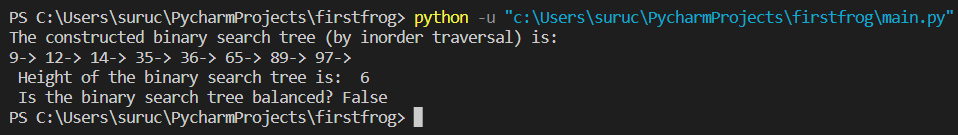 PS C:\Users\suruc\PycharmProjects\firstfrog> python -u "c:\Users\suruc\PycharmProjects\firstfrog\main.py"
The constructed binary search tree (by inorder traversal) is:
9-> 12-> 14-> 35-> 36-> 65-> 89-> 97->
 Height of the binary search tree is:  6
 Is the binary search tree balanced? False
PS C:\Users\suruc\PycharmProjects\firstfrog>